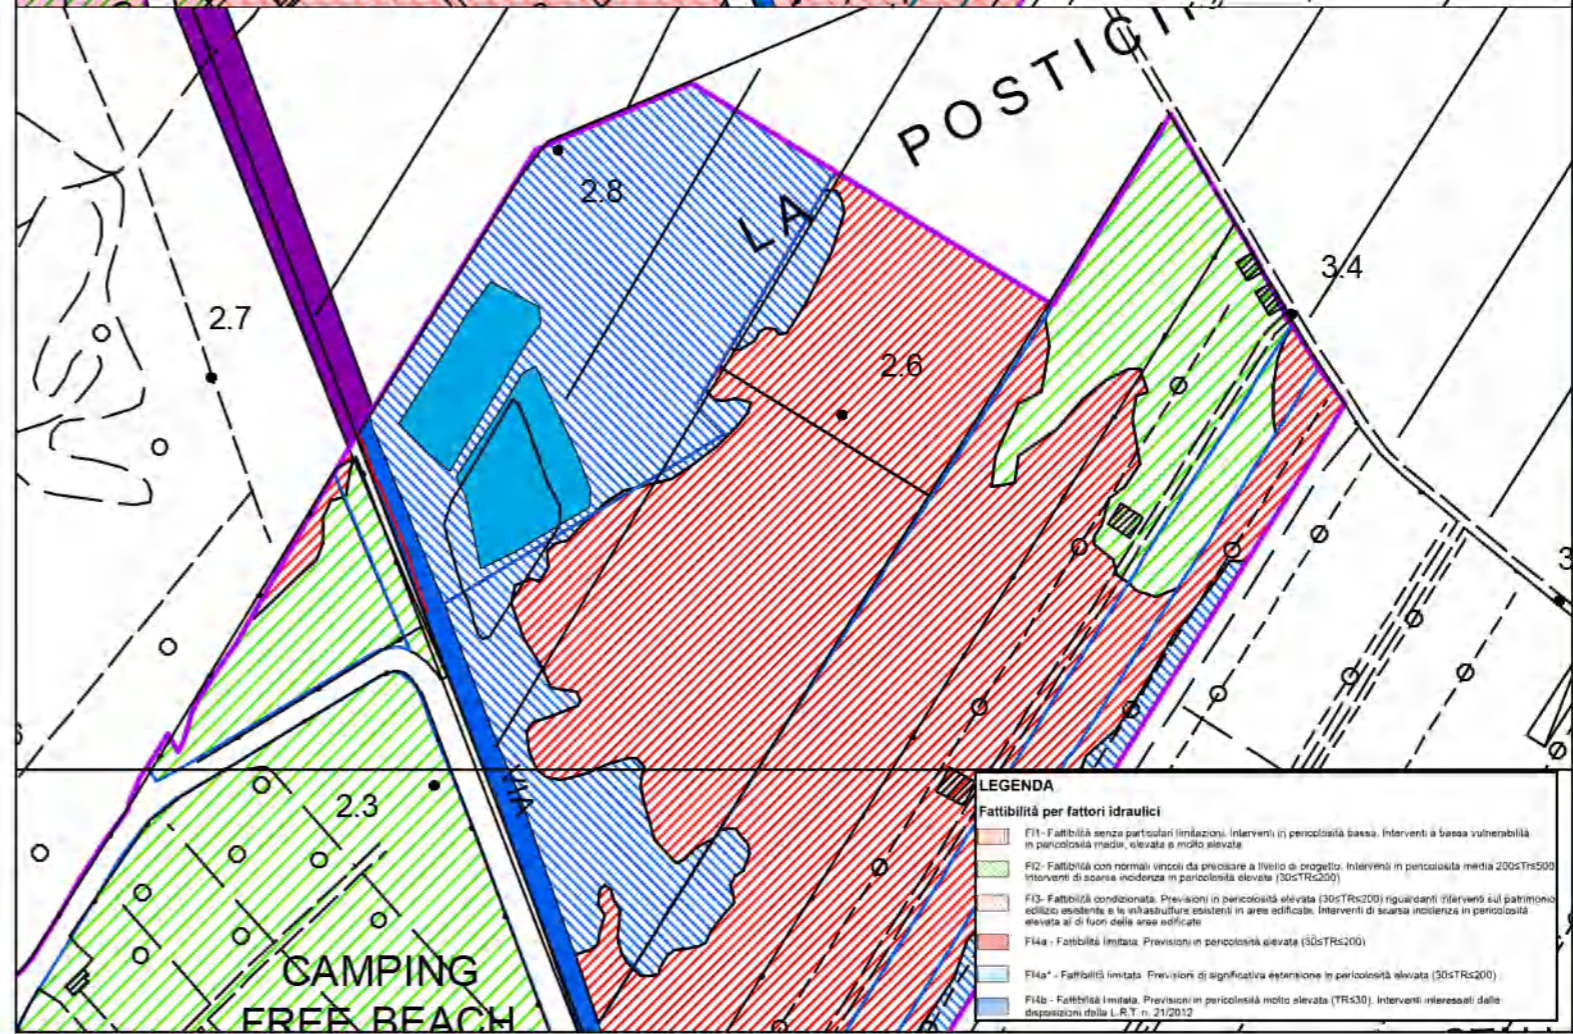 POSTICI
LA
2.8
2.7
3.4
2.6
2.3
VIA
CAMPING
FREE BEACH
LEGENDA
Fattibilità per fattori idraulici
FI1- Fattibilità senza particolari limitazioni. Interventi in pericolosità bassa. Interventi a bassa vulnerabilità
in pericolosità media, elevata e molto elevata
FI2- Fattibilità con normali vincoli da precisare a livello di progetto. Interventi in pericolosità media 200≤Tr≤500
Interventi di scarsa incidenza in pericolosità elevata (30≤TR≤200)
FI3- Fattibilità condizionata. Previsioni in pericolosità elevata (30≤TR≤200) riguardanti interventi sul patrimonio
edilizio esistente e le infrastrutture esistenti in aree edificate. Interventi di scarsa incidenza in pericolosità
elevata al di fuori delle aree edificate
FI4a - Fattibilità limitata. Previsioni in pericolosità elevata (30≤TR≤200)
FI4a* - Fattibilità limitata. Previsioni di significativa estensione in pericolosità elevata (30≤TR≤200)
FI4b - Fattibilità limitata. Previsioni in pericolosità molto elevata (TR≤30). Interventi interessati dalle
disposizioni della L.R.T. n. 21/2012